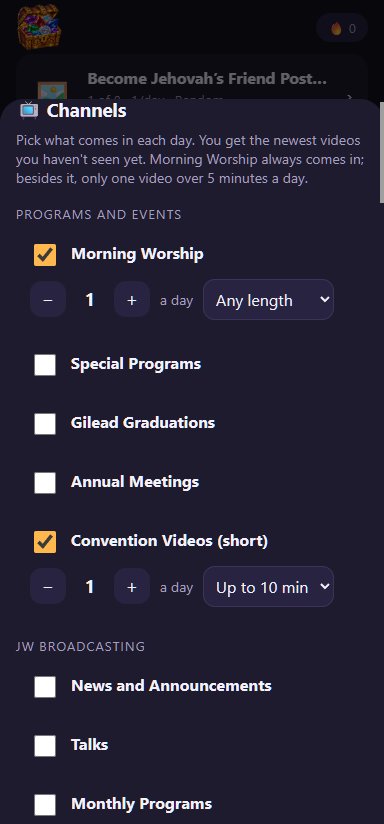 0
Become Jehovah's Friend Post...
Channels
Pick what comes in each day. You get the newest videos
you haven't seen yet. Morning Worship always comes in;
besides it, only one video over 5 minutes a day.
PROGRAMS AND EVENTS
Morning Worship
− 1 + a day Any length
Special Programs
Gilead Graduations
Annual Meetings
Convention Videos (short)
− 1 + a day Up to 10 min
JW BROADCASTING
News and Announcements
Talks
Monthly Programs